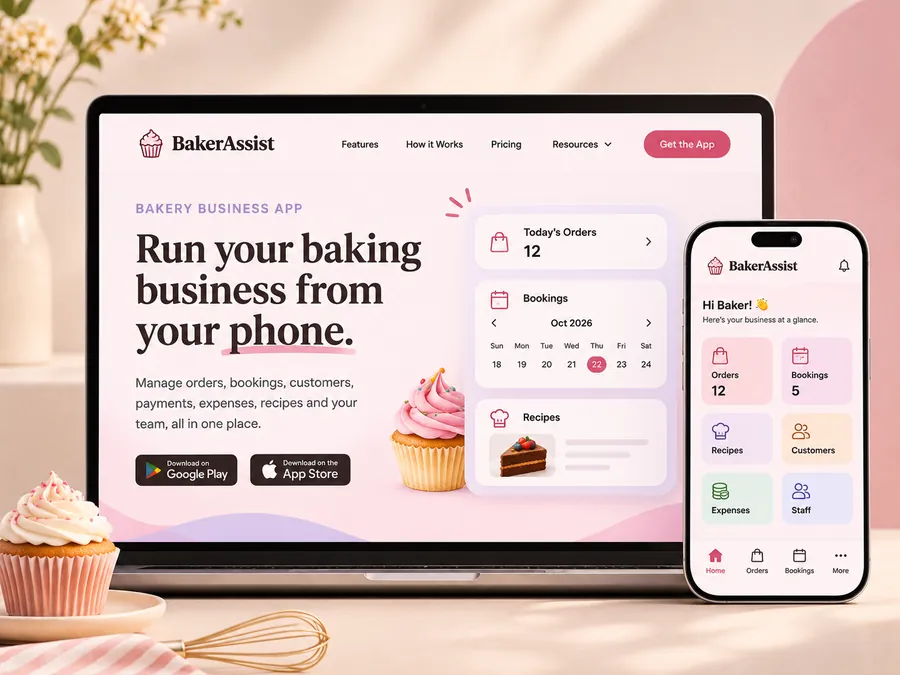 BakerAssist
Features
How it Works
Pricing
Resources
Get the App
BAKERY BUSINESS APP
Run your baking
business from
your phone.
Manage orders, bookings, customers,
payments, expenses, recipes and your
team, all in one place.
Download on
Google Play
Download on the
App Store
Today's Orders
12
Bookings
Oct 2026
Sun Mon Tue Wed Thu Fri Sat
18 19 20 21 22 23 24
Recipes
BakerAssist
Hi Baker! 👋
Here's your business at a glance.
Orders
12
Bookings
5
Recipes
Customers
Expenses
Staff
Home
Orders
Bookings
More